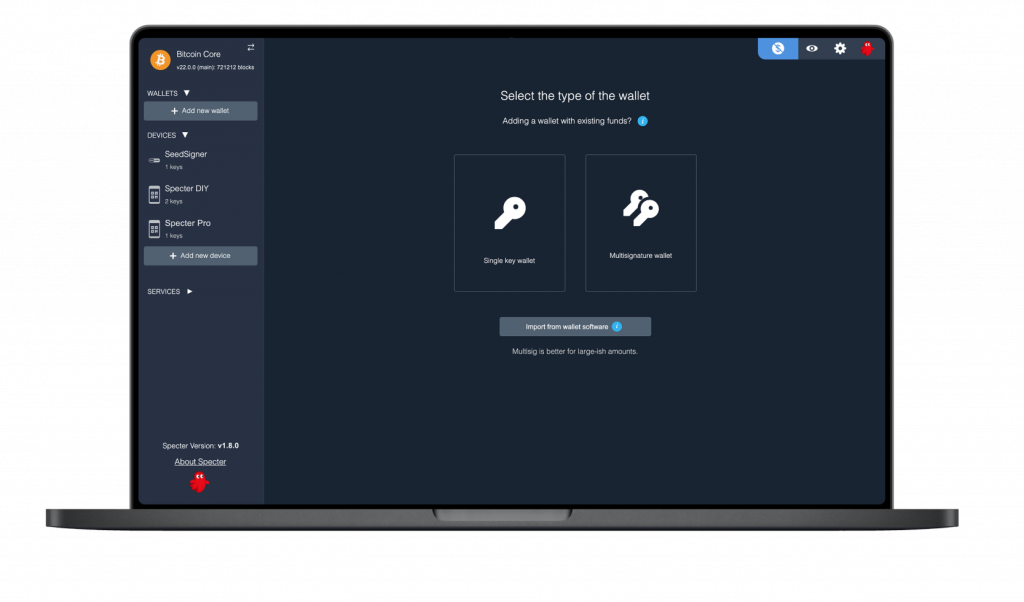 Bitcoin Core
v22.0.0 (main): 721212 blocks
WALLETS ▼
+ Add new wallet
DEVICES ▼
SeedSigner
1 keys
Specter DIY
2 keys
Specter Pro
1 keys
+ Add new device
SERVICES ▶
Specter Version: v1.8.0
About Specter
Select the type of the wallet
Adding a wallet with existing funds? i
Single key wallet
Multisignature wallet
Import from wallet software i
Multisig is better for large-ish amounts.